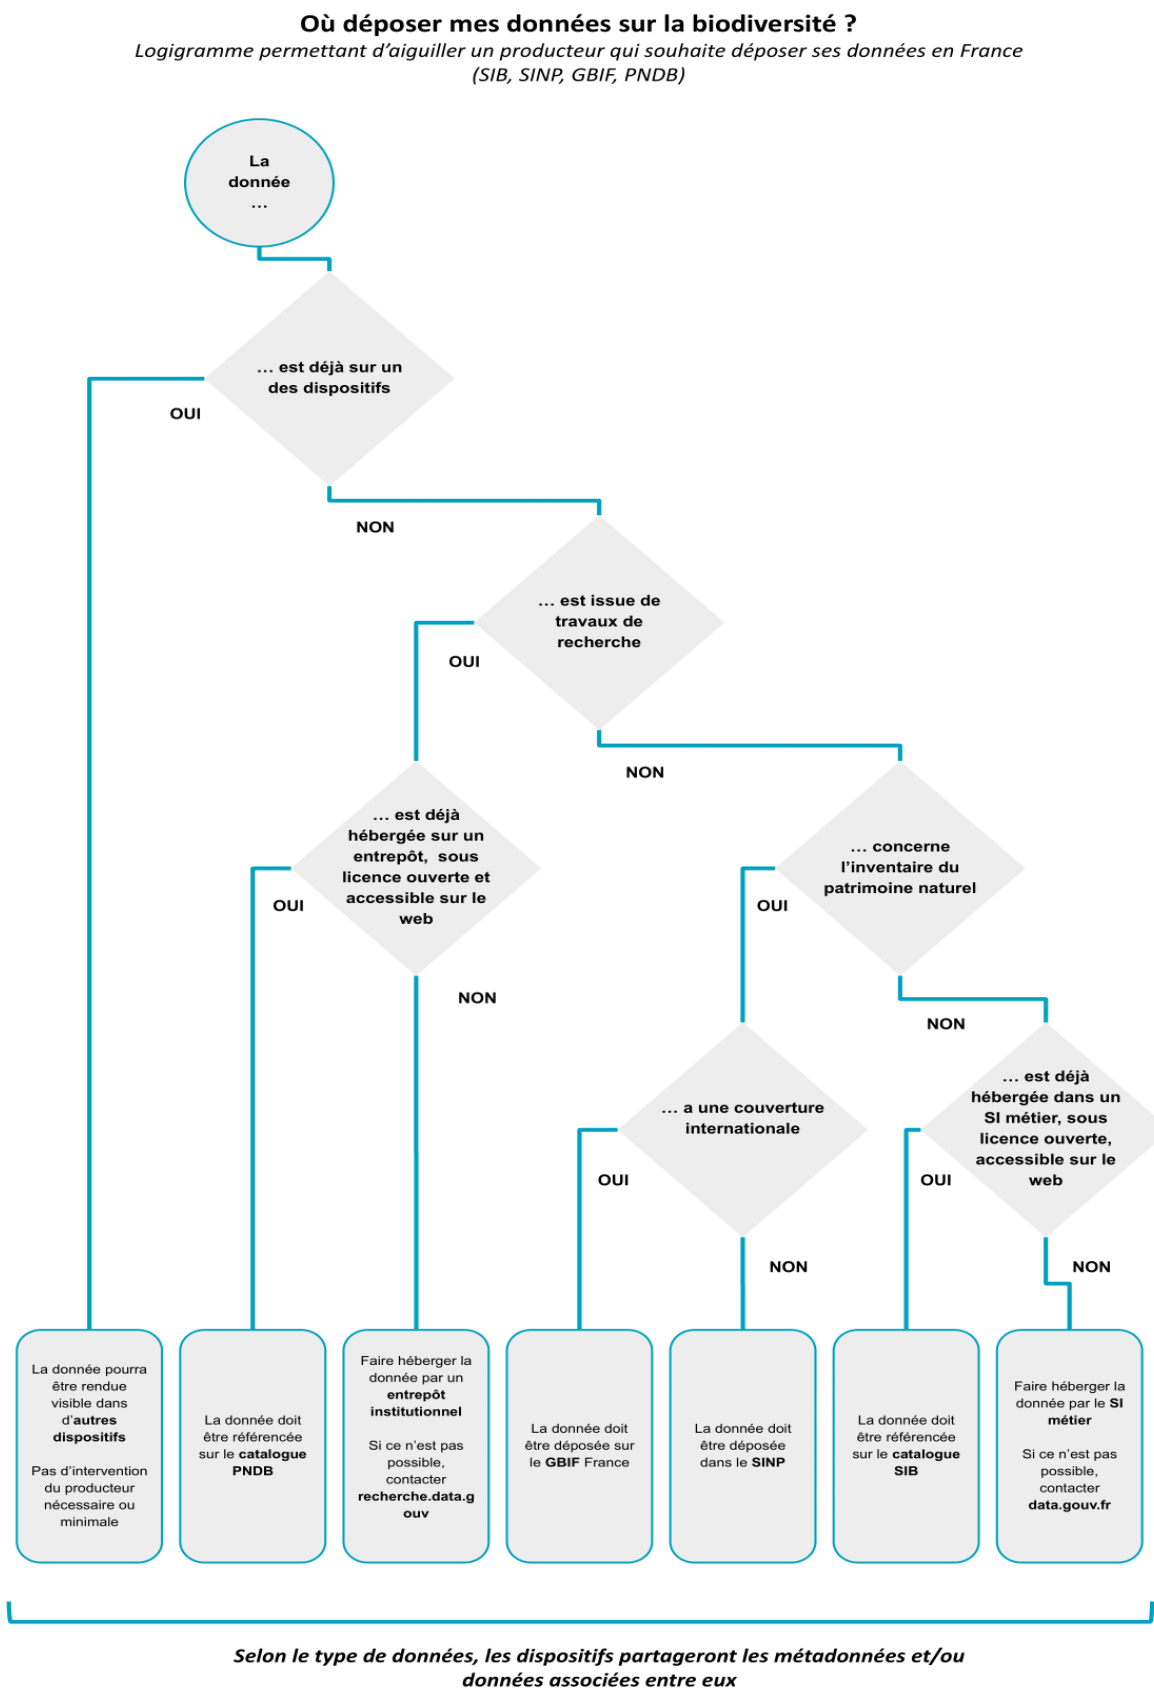 Où déposer mes données sur la biodiversité ?
Logigramme permettant d’aiguiller un producteur qui souhaite déposer ses données en France
(SIB, SINP, GBIF, PNDB)
La
donnée
…
… est déjà sur un
des dispositifs
OUI
NON
… est issue de
travaux de
recherche
OUI
NON
… est déjà
hébergée sur un
entrepôt, sous
licence ouverte et
accessible sur le
web
OUI
NON
… concerne
l’inventaire du
patrimoine naturel
OUI
NON
… a une couverture
internationale
OUI
NON
… est déjà
hébergée dans un
SI métier, sous
licence ouverte,
accessible sur le
web
OUI
NON
La donnée pourra
être rendue
visible dans
d’autres
dispositifs
Pas d’intervention
du producteur
nécessaire ou
minimale
La donnée doit
être référencée
sur le catalogue
PNDB
Faire héberger la
donnée par un
entrepôt
institutionnel
Si ce n’est pas
possible,
contacter
recherche.data.g
ouv
La donnée doit
être déposée sur
le GBIF France
La donnée doit
être déposée
dans le SINP
La donnée doit
être référencée
sur le catalogue
SIB
Faire héberger la
donnée par le SI
métier
Si ce n’est pas
possible,
contacter
data.gouv.fr
Selon le type de données, les dispositifs partageront les métadonnées et/ou
données associées entre eux